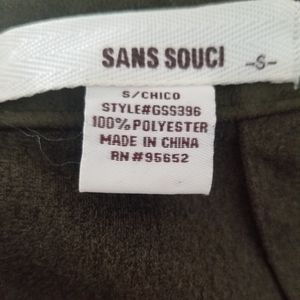 SANS SOUCI -S-
S/CHICO
STYLE#GSS396
100% POLYESTER
MADE IN CHINA
RN#95652